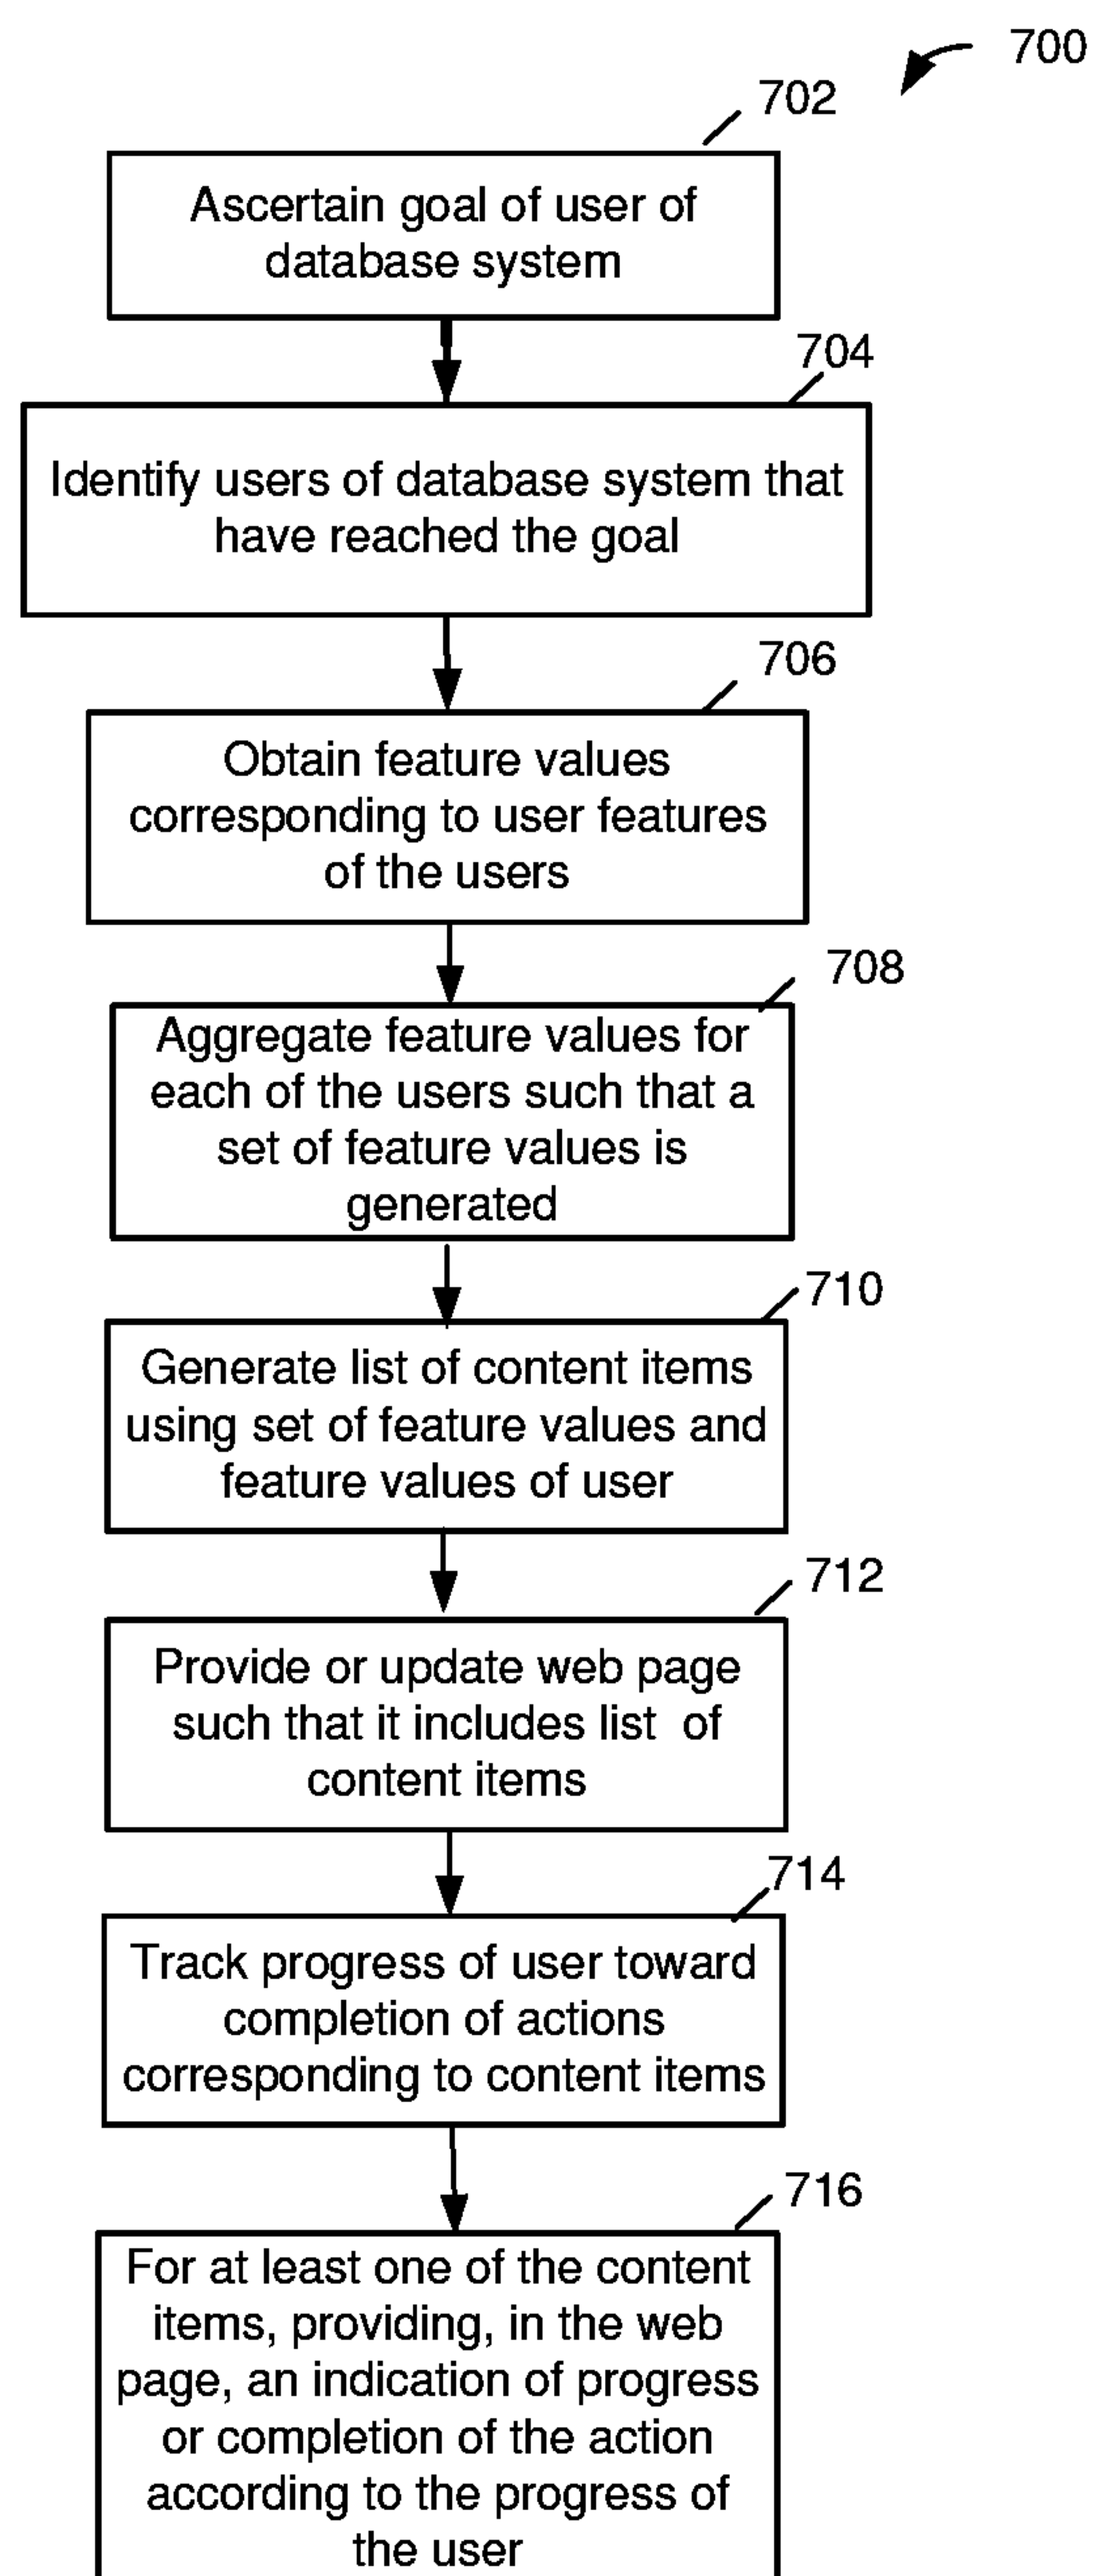 700
702
Ascertain goal of user of
database system
704
Identify users of database system that
have reached the goal
706
Obtain feature values
corresponding to user features
of the users
708
Aggregate feature values for
each of the users such that a
set of feature values is
generated
710
Generate list of content items
using set of feature values and
feature values of user
712
Provide or update web page
such that it includes list of
content items
714
Track progress of user toward
completion of actions
corresponding to content items
716
For at least one of the content
items, providing, in the web
page, an indication of progress
or completion of the action
according to the progress of
the user